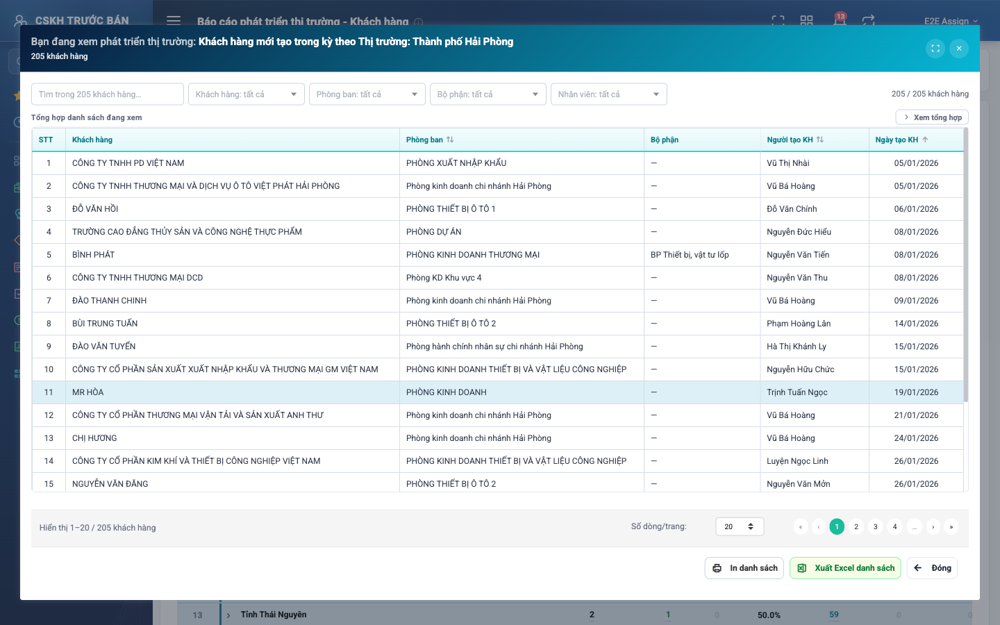 CSKH TRƯỚC BÁN
Báo cáo phát triển thị trường - Khách hàng
13
E2E Assign
Bạn đang xem phát triển thị trường: Khách hàng mới tạo trong kỳ theo Thị trường: Thành phố Hải Phòng
205 khách hàng
Tìm trong 205 khách hàng...
Khách hàng: tất cả
Phòng ban: tất cả
Bộ phận: tất cả
Nhân viên: tất cả
205 / 205 khách hàng
Tổng hợp danh sách đang xem
Xem tổng hợp
STT Khách hàng Phòng ban Bộ phận Người tạo KH Ngày tạo KH
1 CÔNG TY TNHH PD VIỆT NAM PHÒNG XUẤT NHẬP KHẨU — Vũ Thị Nhài 05/01/2026
2 CÔNG TY TNHH THƯƠNG MẠI VÀ DỊCH VỤ Ô TÔ VIỆT PHÁT HẢI PHÒNG Phòng kinh doanh chi nhánh Hải Phòng — Vũ Bá Hoàng 05/01/2026
3 ĐỖ VĂN HỒI PHÒNG THIẾT BỊ Ô TÔ 1 — Đỗ Văn Chính 06/01/2026
4 TRƯỜNG CAO ĐẲNG THỦY SẢN VÀ CÔNG NGHỆ THỰC PHẨM PHÒNG DỰ ÁN — Nguyễn Đức Hiếu 08/01/2026
5 BÌNH PHÁT PHÒNG KINH DOANH THƯƠNG MẠI BP Thiết bị, vật tư lốp Nguyễn Văn Tiến 08/01/2026
6 CÔNG TY TNHH THƯƠNG MẠI DCD Phòng KD Khu vực 4 — Nguyễn Văn Thu 08/01/2026
7 ĐÀO THANH CHINH Phòng kinh doanh chi nhánh Hải Phòng — Vũ Bá Hoàng 09/01/2026
8 BÙI TRUNG TUẤN PHÒNG THIẾT BỊ Ô TÔ 2 — Phạm Hoàng Lân 14/01/2026
9 ĐÀO VĂN TUYỂN Phòng hành chính nhân sự chi nhánh Hải Phòng — Hà Thị Khánh Ly 15/01/2026
10 CÔNG TY CỔ PHẦN SẢN XUẤT XUẤT NHẬP KHẨU VÀ THƯƠNG MẠI GM VIỆT NAM PHÒNG KINH DOANH THIẾT BỊ VÀ VẬT LIỆU CÔNG NGHIỆP — Nguyễn Hữu Chức 15/01/2026
11 MR HÒA PHÒNG KINH DOANH — Trịnh Tuấn Ngọc 19/01/2026
12 CÔNG TY CỔ PHẦN THƯƠNG MẠI VẬN TẢI VÀ SẢN XUẤT ANH THƯ Phòng kinh doanh chi nhánh Hải Phòng — Vũ Bá Hoàng 21/01/2026
13 CHỊ HƯƠNG Phòng kinh doanh chi nhánh Hải Phòng — Vũ Bá Hoàng 24/01/2026
14 CÔNG TY CỔ PHẦN KIM KHÍ VÀ THIẾT BỊ CÔNG NGHIỆP VIỆT NAM PHÒNG KINH DOANH THIẾT BỊ VÀ VẬT LIỆU CÔNG NGHIỆP — Luyện Ngọc Linh 26/01/2026
15 NGUYỄN VĂN ĐĂNG PHÒNG THIẾT BỊ Ô TÔ 2 — Nguyễn Văn Mởn 26/01/2026
Hiển thị 1–20 / 205 khách hàng
Số dòng/trang:
20
« ‹ 1 2 3 4 ... › »
In danh sách
Xuất Excel danh sách
Đóng
13 Tỉnh Thái Nguyên 2 1 0 50.0% 59 0 0